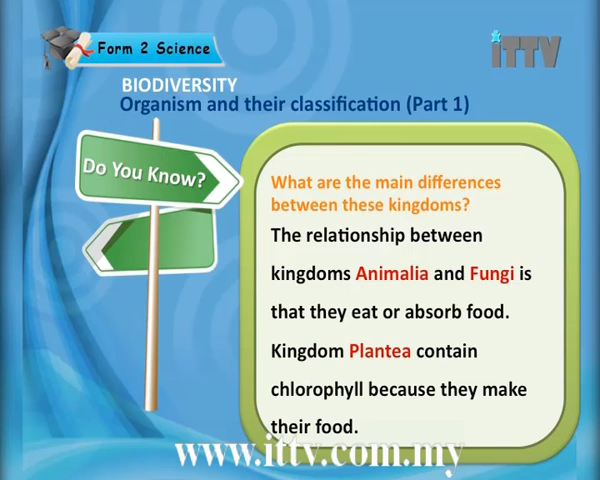 Form 2 Science
iTTV
BIODIVERSITY
Organism and their classification (Part 1)
Do You Know?
What are the main differences
between these kingdoms?
The relationship between
kingdoms Animalia and Fungi is
that they eat or absorb food.
Kingdom Plantea contain
chlorophyll because they make
their food.
www.ittv.com.my